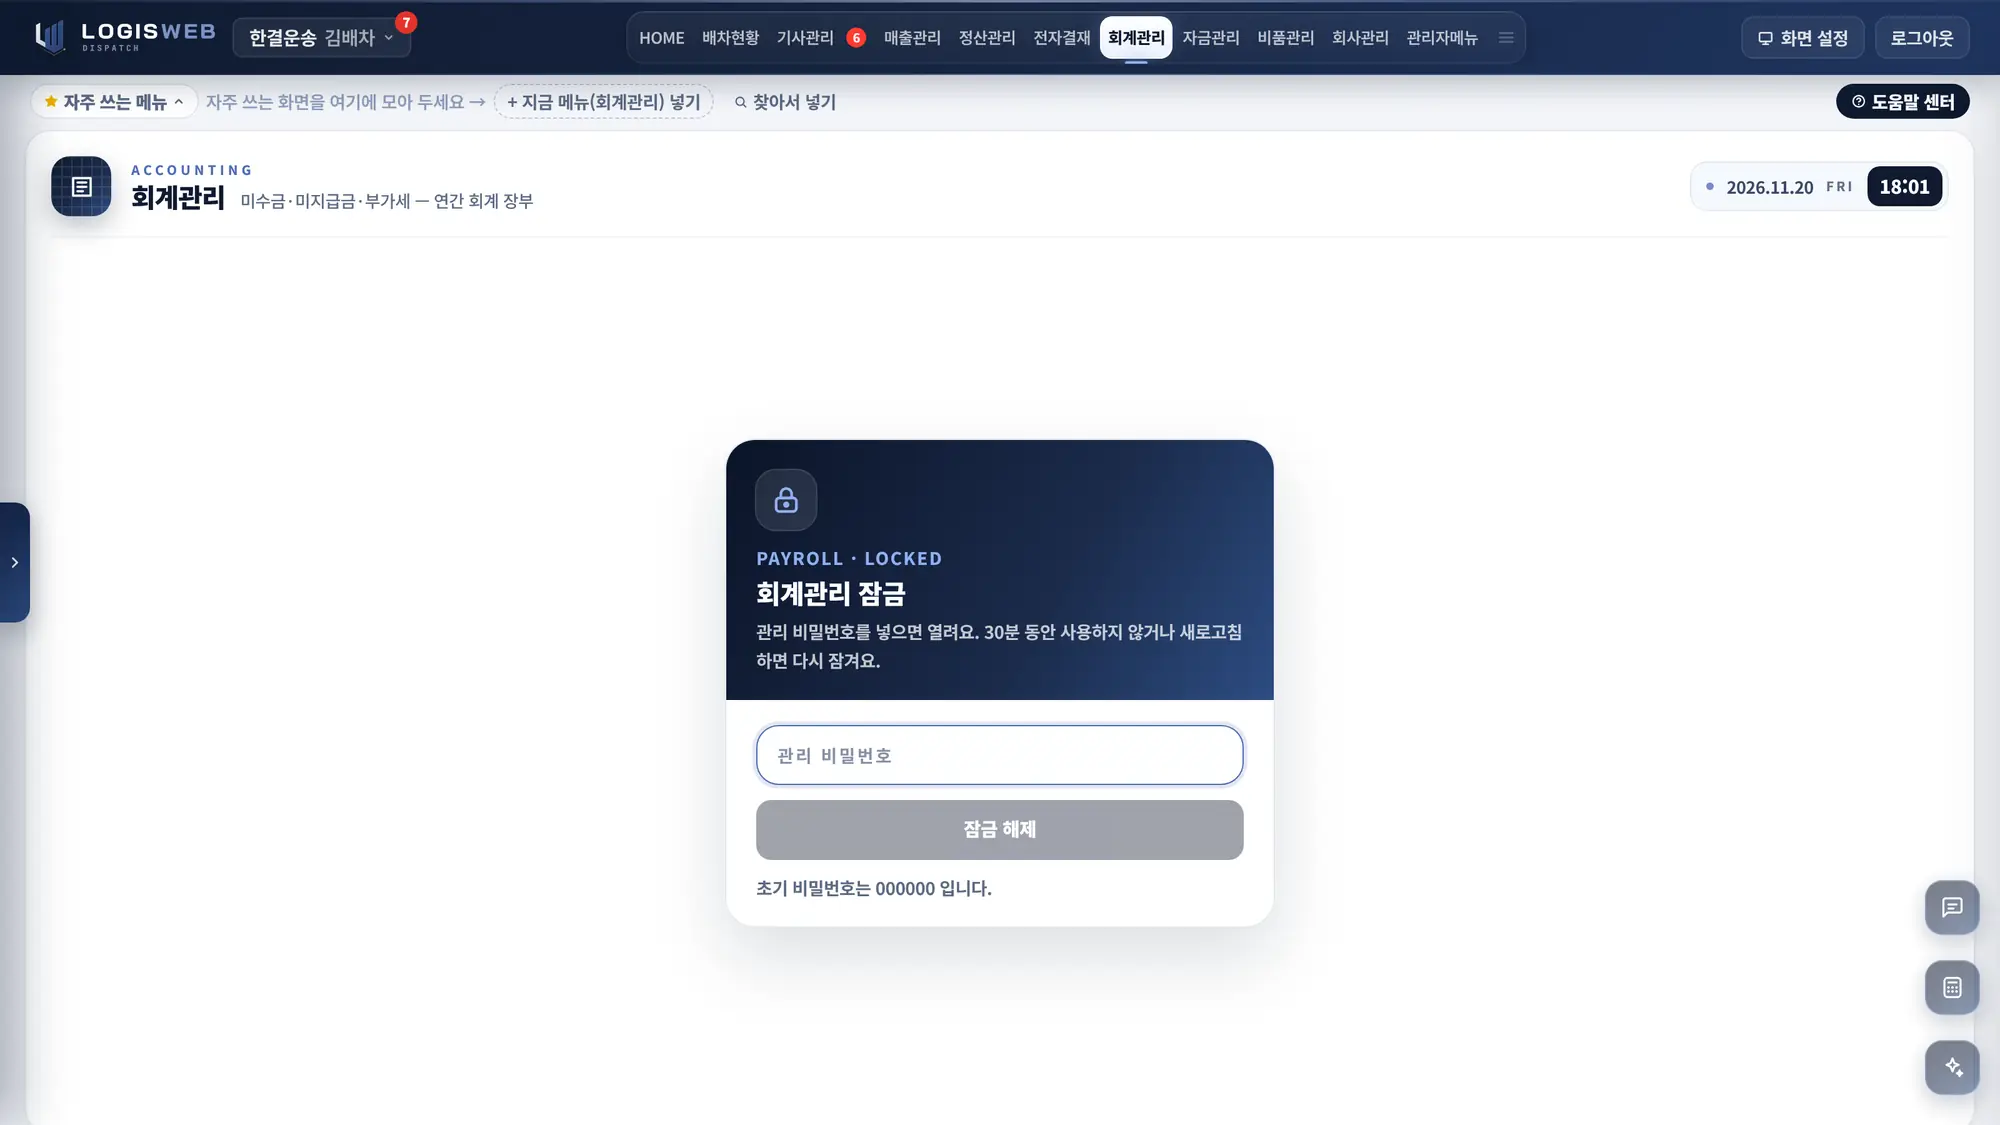 LOGISWEB
DISPATCH
한결운송 김배차
7
HOME 배차현황 기사관리 6 매출관리 정산관리 전자결재 회계관리 자금관리 비품관리 회사관리 관리자메뉴
화면 설정
로그아웃
자주 쓰는 메뉴
자주 쓰는 화면을 여기에 모아 두세요 →
+ 지금 메뉴(회계관리) 넣기
찾아서 넣기
도움말 센터
ACCOUNTING
회계관리 미수금·미지급금·부가세 — 연간 회계 장부
2026.11.20 FRI 18:01
PAYROLL · LOCKED
회계관리 잠금
관리 비밀번호를 넣으면 열려요. 30분 동안 사용하지 않거나 새로고침
하면 다시 잠겨요.
관리 비밀번호
잠금 해제
초기 비밀번호는 000000 입니다.